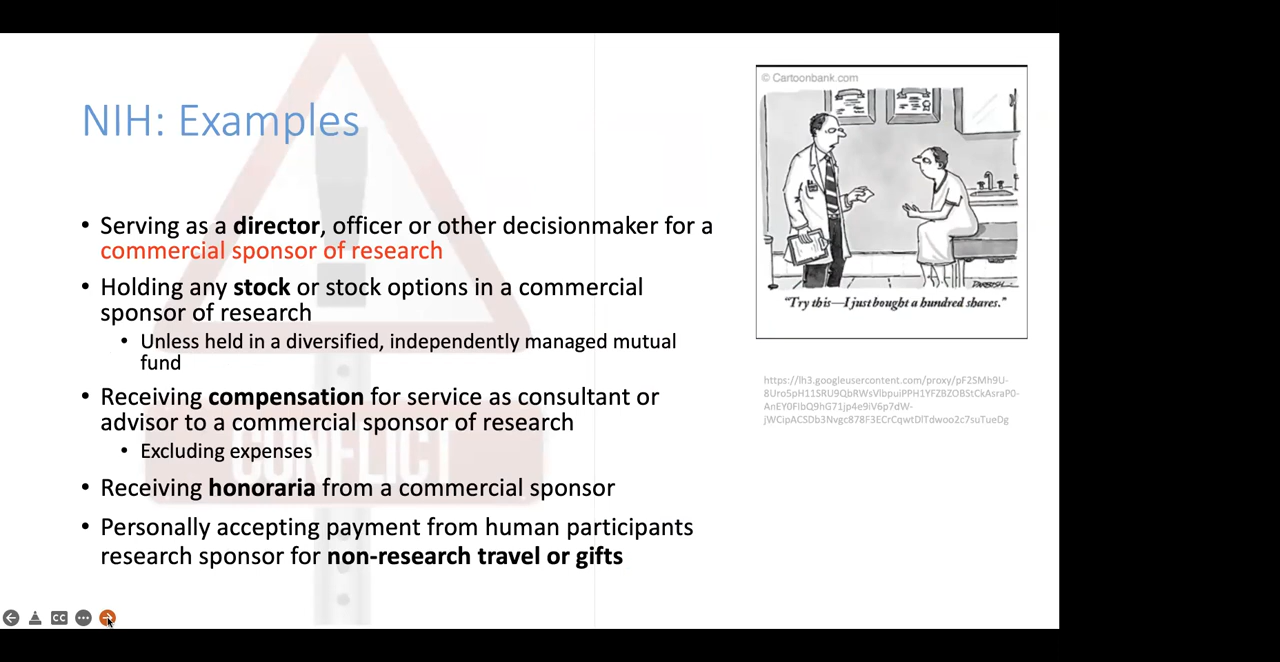 NIH: Examples
• Serving as a director, officer or other decisionmaker for a
commercial sponsor of research
• Holding any stock or stock options in a commercial
sponsor of research
• Unless held in a diversified, independently managed mutual
fund
• Receiving compensation for service as consultant or
advisor to a commercial sponsor of research
• Excluding expenses
• Receiving honoraria from a commercial sponsor
• Personally accepting payment from human participants
research sponsor for non-research travel or gifts
CONFLICT
© Cartoonbank.com
"Try this—I just bought a hundred shares."
CC